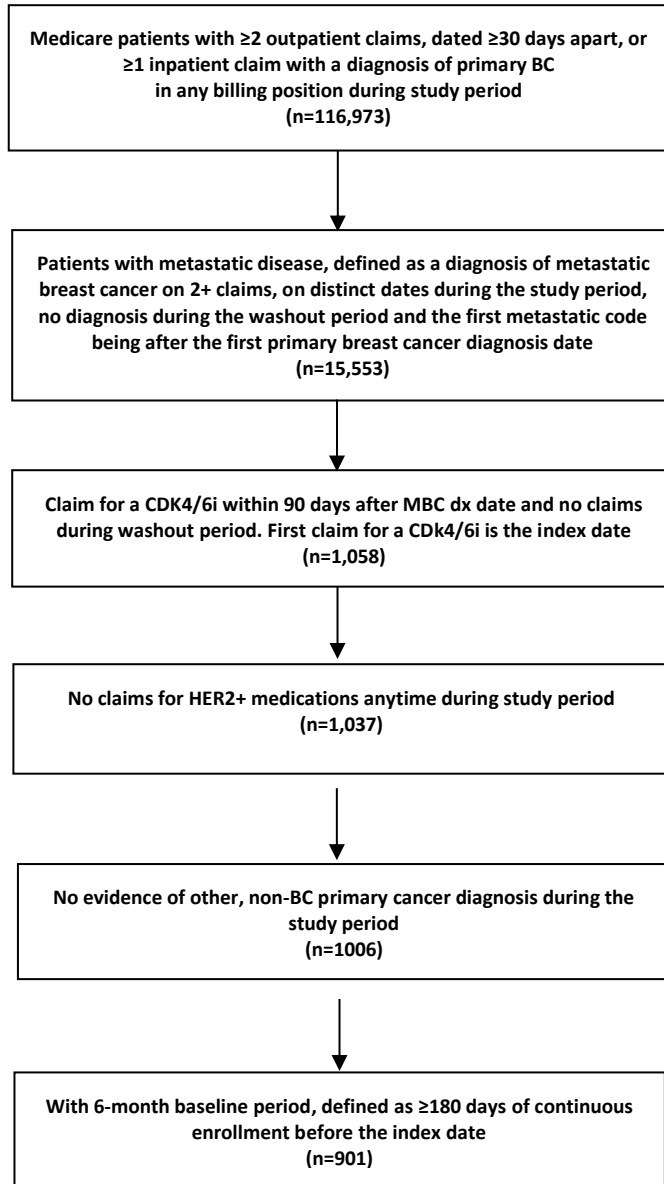 Medicare patients with ≥2 outpatient claims, dated ≥30 days apart, or
≥1 inpatient claim with a diagnosis of primary BC
in any billing position during study period
(n=116,973)
Patients with metastatic disease, defined as a diagnosis of metastatic
breast cancer on 2+ claims, on distinct dates during the study period,
no diagnosis during the washout period and the first metastatic code
being after the first primary breast cancer diagnosis date
(n=15,553)
Claim for a CDK4/6i within 90 days after MBC dx date and no claims
during washout period. First claim for a CDk4/6i is the index date
(n=1,058)
No claims for HER2+ medications anytime during study period
(n=1,037)
No evidence of other, non-BC primary cancer diagnosis during the
study period
(n=1006)
With 6-month baseline period, defined as ≥180 days of continuous
enrollment before the index date
(n=901)